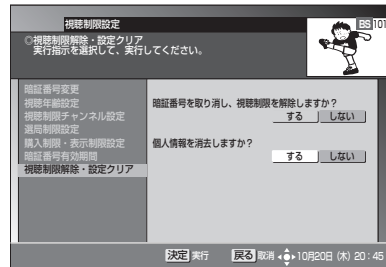 視聴制限設定
BS 101
◎視聴制限解除・設定クリア
実行指示を選択して、実行してください。
暗証番号変更
視聴年齢設定
視聴制限チャンネル設定
選局制限設定
購入制限・表示制限設定
暗証番号有効期間
視聴制限解除・設定クリア
暗証番号を取り消し、視聴制限を解除しますか？
する しない
個人情報を消去しますか？
する しない
決定 実行 戻る 取消 10月20日 (木) 20：45